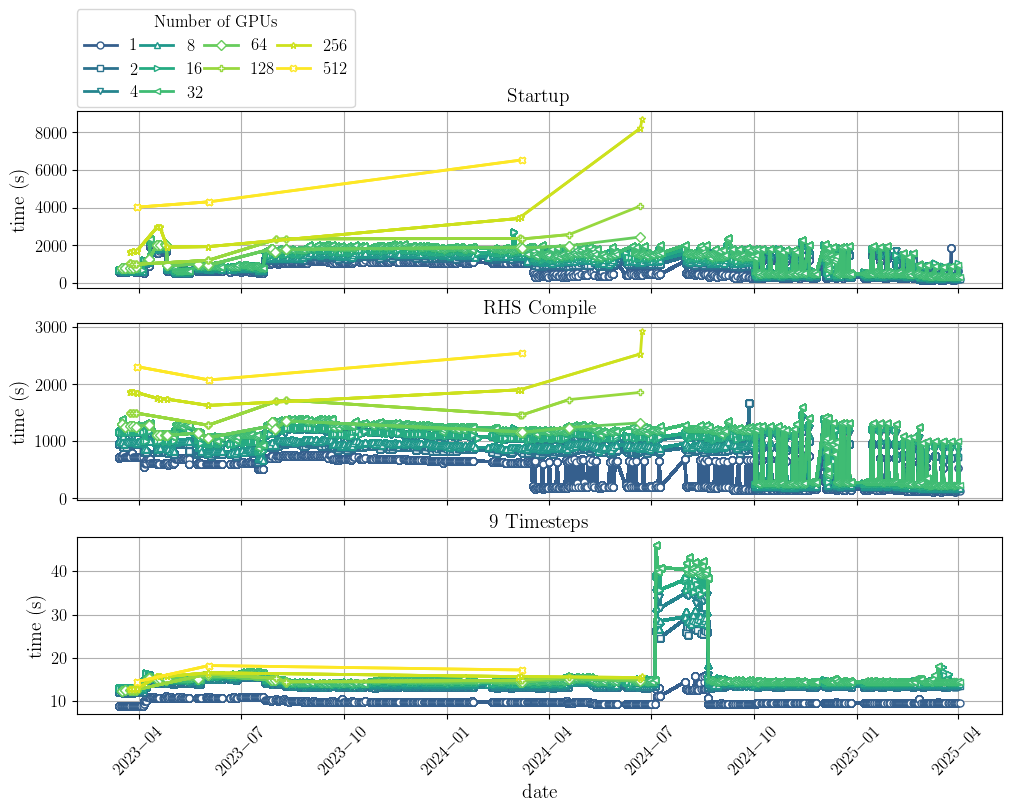 Number of GPUs
1 8 64 256
2 16 128 512
4 32
Startup
time (s)
8000
6000
4000
2000
0
RHS Compile
time (s)
3000
2000
1000
0
9 Timesteps
time (s)
40
30
20
10
2023−04 2023−07 2023−10 2024−01 2024−04 2024−07 2024−10 2025−01 2025−04
date